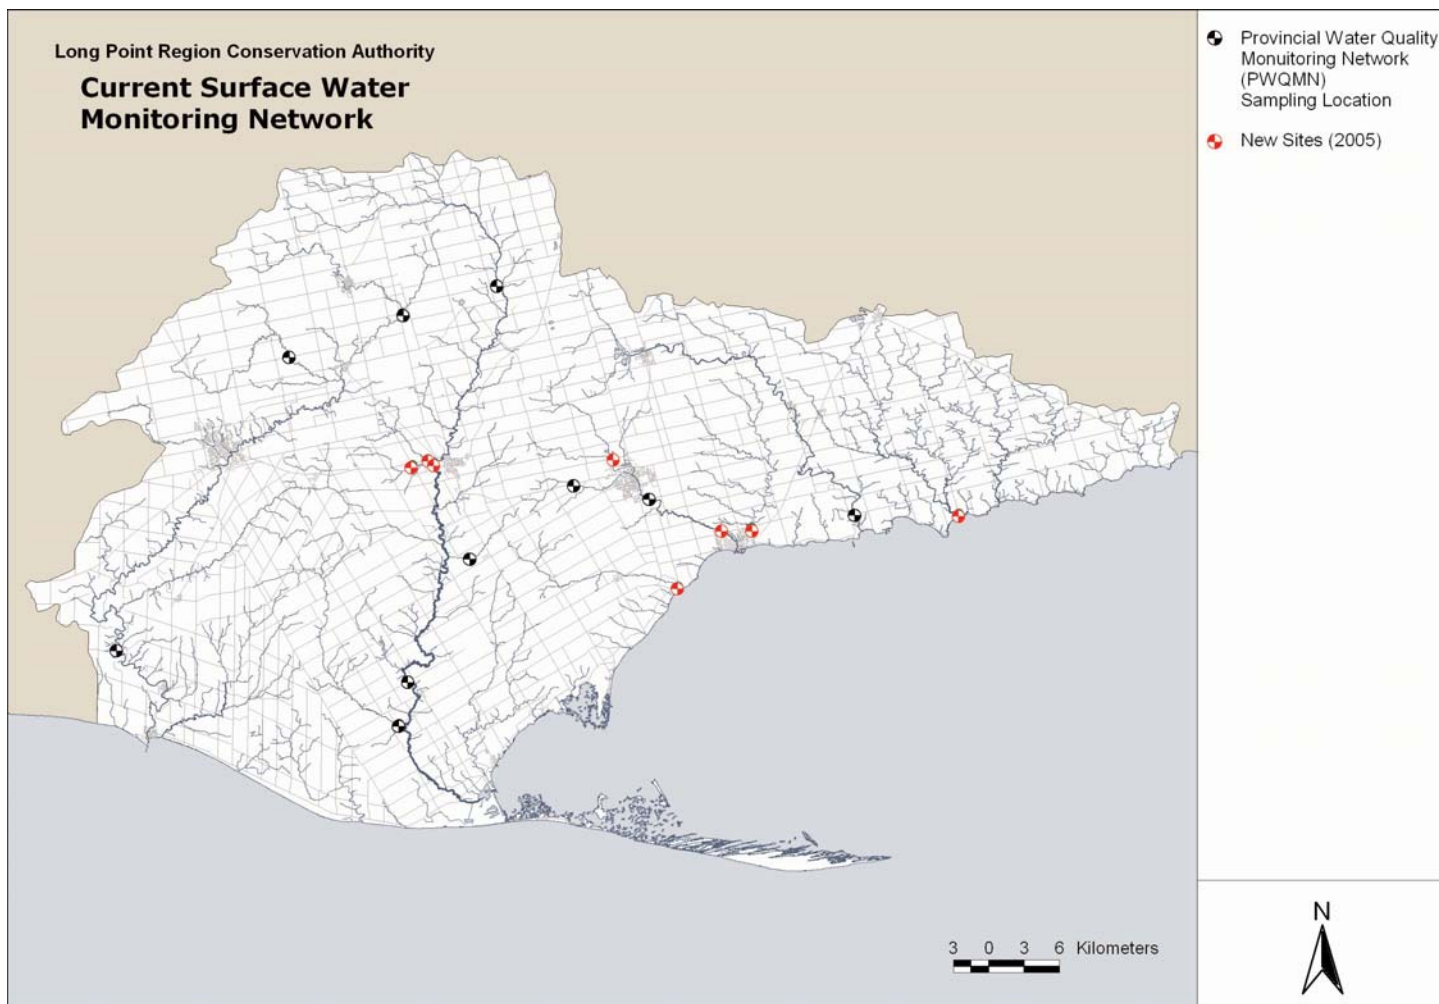 Long Point Region Conservation Authority
Current Surface Water
Monitoring Network
Provincial Water Quality
Monuitoring Network
(PWQMN)
Sampling Location
New Sites (2005)
3 0 3 6 Kilometers
N